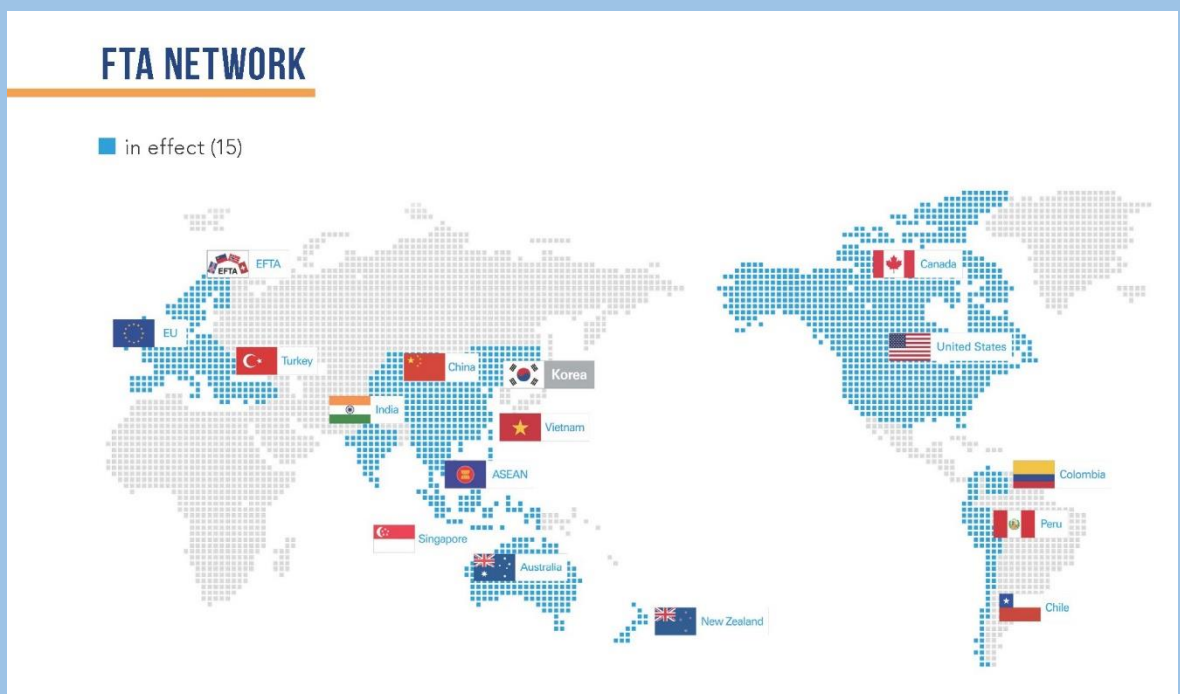 FTA NETWORK
in effect (15)
EFTA
EFTA
Canada
EU
United States
Turkey
China
Korea
India
Vietnam
ASEAN
Colombia
Peru
Singapore
Australia
Chile
New Zealand